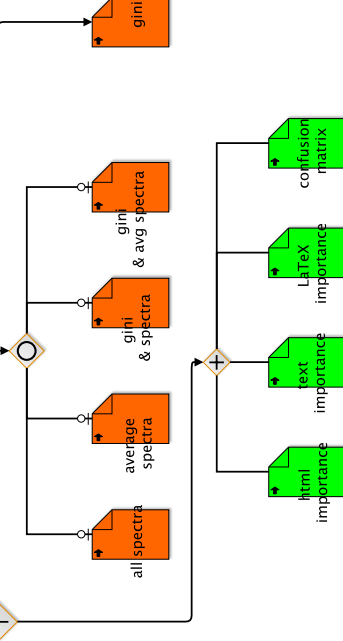 gini
gini
& avg spectra
gini
& spectra
average
spectra
all spectra
confusion
matrix
LaTeX
importance
text
importance
html
importance